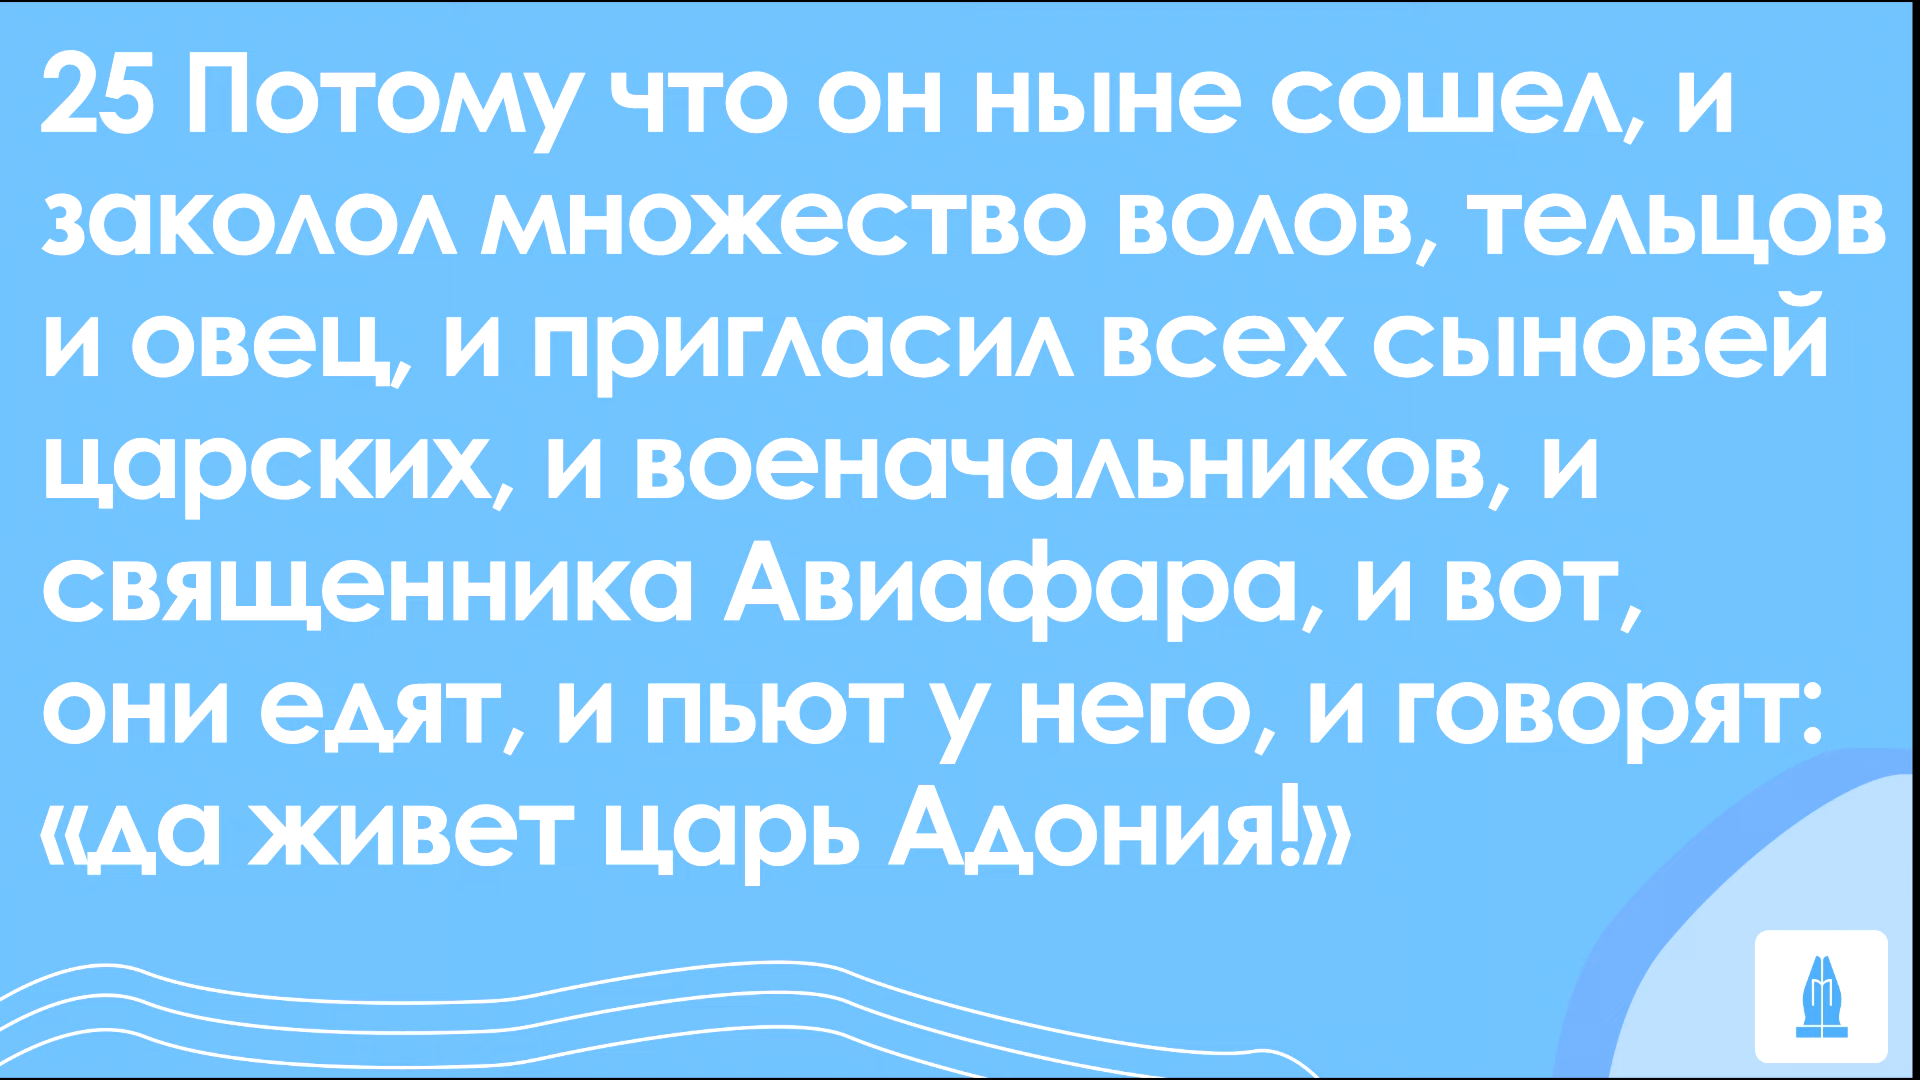 25 Потому что он ныне сошел, и
заколол множество волов, тельцов
и овец, и пригласил всех сыновей
царских, и военачальников, и
священника Авиафара, и вот,
они едят, и пьют у него, и говорят:
«да живет царь Адония!»